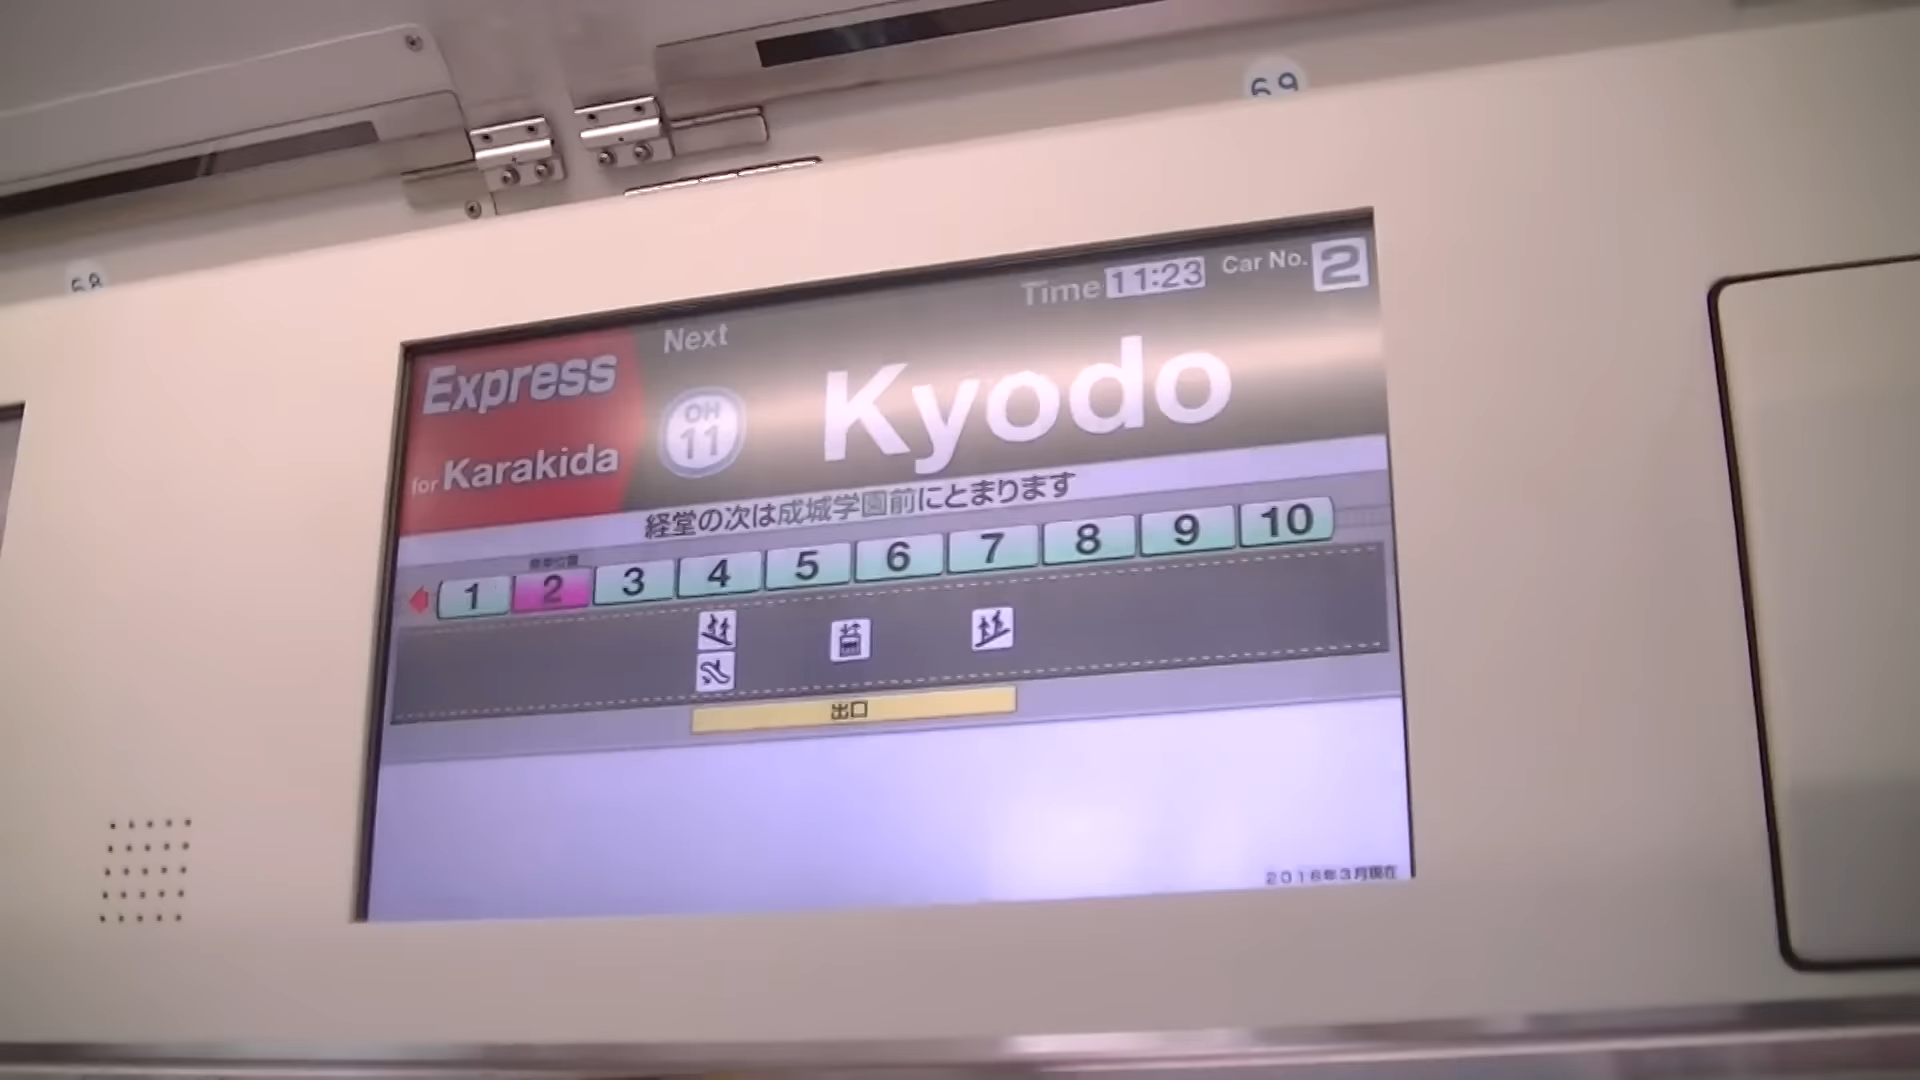 69
68
Time 11:23 Car No. 2
Next
Express
OH
11
Kyodo
for Karakida
経堂の次は成城学園前にとまります
1 2 3 4 5 6 7 8 9 10
出口
2016年3月現在